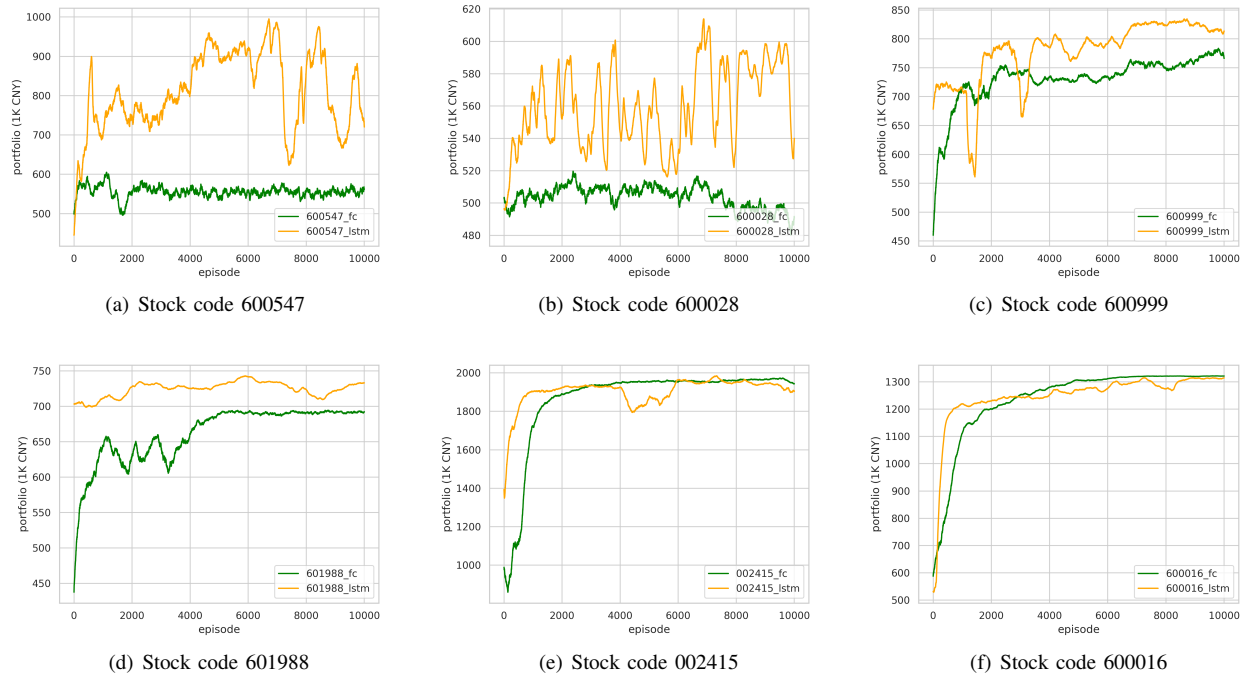 1000
900
800
700
600
500
portfolio (1K CNY)
0 2000 4000 6000 8000 10000
episode
600547_fc
600547_lstm
(a) Stock code 600547
620
600
580
560
540
520
500
480
portfolio (1K CNY)
0 2000 4000 6000 8000 10000
episode
600028_fc
600028_lstm
(b) Stock code 600028
850
800
750
700
650
600
550
500
450
portfolio (1K CNY)
0 2000 4000 6000 8000 10000
episode
600999_fc
600999_lstm
(c) Stock code 600999
750
700
650
600
550
500
450
portfolio (1K CNY)
0 2000 4000 6000 8000 10000
episode
601988_fc
601988_lstm
(d) Stock code 601988
2000
1800
1600
1400
1200
1000
portfolio (1K CNY)
0 2000 4000 6000 8000 10000
episode
002415_fc
002415_lstm
(e) Stock code 002415
1300
1200
1100
1000
900
800
700
600
500
portfolio (1K CNY)
0 2000 4000 6000 8000 10000
episode
600016_fc
600016_lstm
(f) Stock code 600016